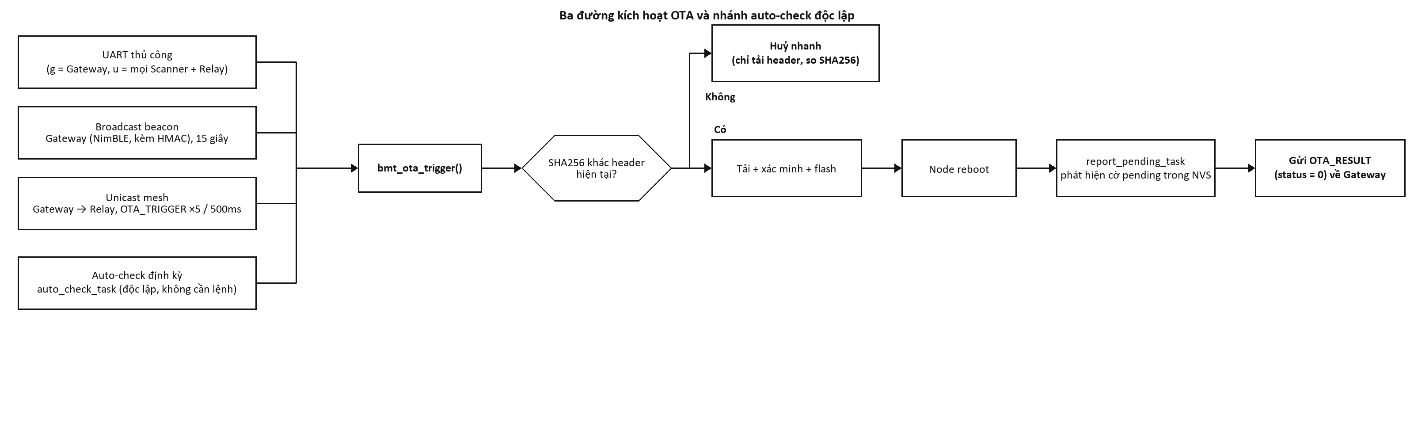 Ba đường kích hoạt OTA và nhánh auto-check độc lập
UART thủ công
(g = Gateway, u = mọi Scanner + Relay)
Broadcast beacon
Gateway (NimBLE, kèm HMAC), 15 giây
Unicast mesh
Gateway → Relay, OTA_TRIGGER ×5 / 500ms
Auto-check định kỳ
auto_check_task (độc lập, không cần lệnh)
bmt_ota_trigger()
SHA256 khác header
hiện tại?
Không
Huỷ nhanh
(chỉ tải header, so SHA256)
Có
Tải + xác minh + flash
Node reboot
report_pending_task
phát hiện cờ pending trong NVS
Gửi OTA_RESULT
(status = 0) về Gateway